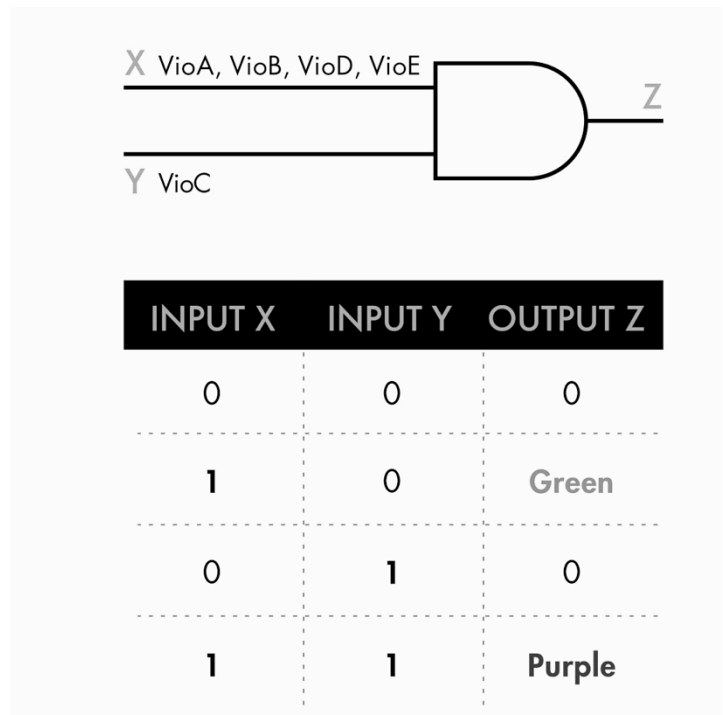 X VioA, VioB, VioD, VioE
Z
Y VioC
INPUT X INPUT Y OUTPUT Z
0 0 0
1 0 Green
0 1 0
1 1 Purple